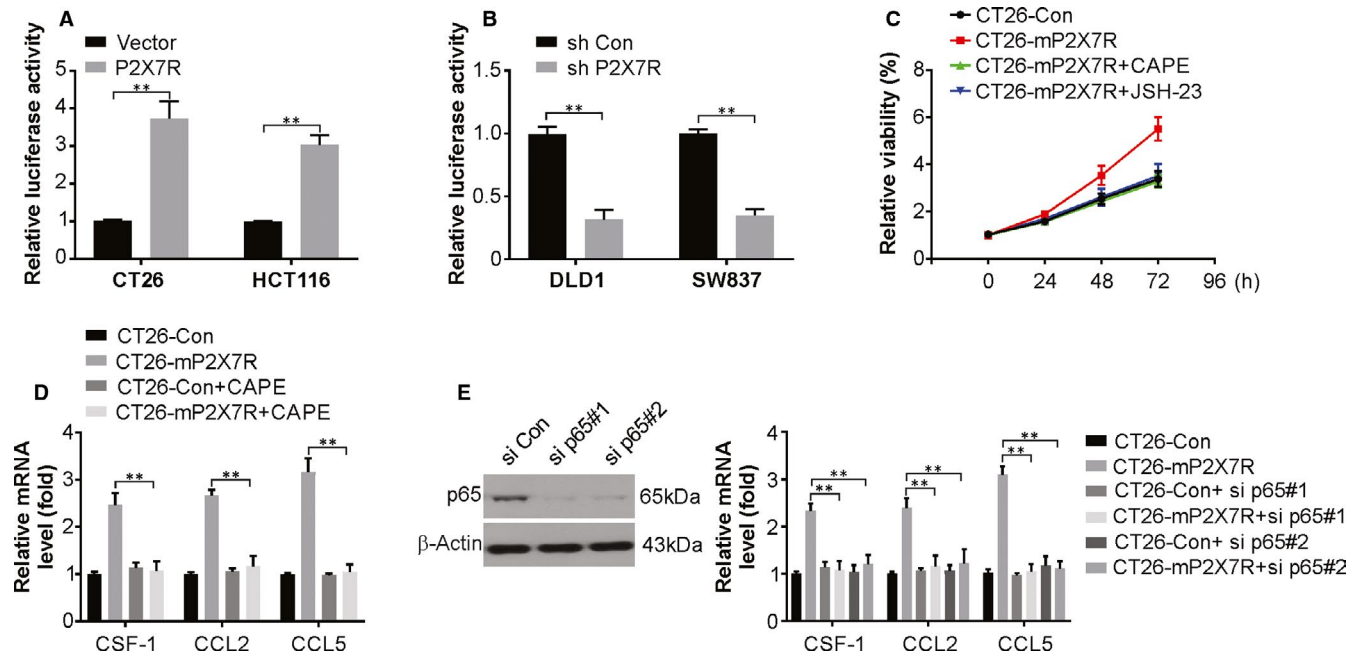 A
Vector
P2X7R
Relative luciferase activity
5
4
3
2
1
0
**
**
CT26
HCT116
B
sh Con
sh P2X7R
Relative luciferase activity
1.5
1.0
0.5
0.0
**
**
DLD1
SW837
C
CT26-Con
CT26-mP2X7R
CT26-mP2X7R+CAPE
CT26-mP2X7R+JSH-23
Relative viability (%)
8
6
4
2
0
0 24 48 72 96 (h)
D
CT26-Con
CT26-mP2X7R
CT26-Con+CAPE
CT26-mP2X7R+CAPE
Relative mRNA
level (fold)
4
3
2
1
0
**
**
**
CSF-1 CCL2 CCL5
E
si Con
si p65#1
si p65#2
p65
65kDa
β-Actin
43kDa
Relative mRNA
level (fold)
4
3
2
1
0
**
**
**
**
**
**
CSF-1 CCL2 CCL5
CT26-Con
CT26-mP2X7R
CT26-Con+ si p65#1
CT26-mP2X7R+si p65#1
CT26-Con+ si p65#2
CT26-mP2X7R+si p65#2